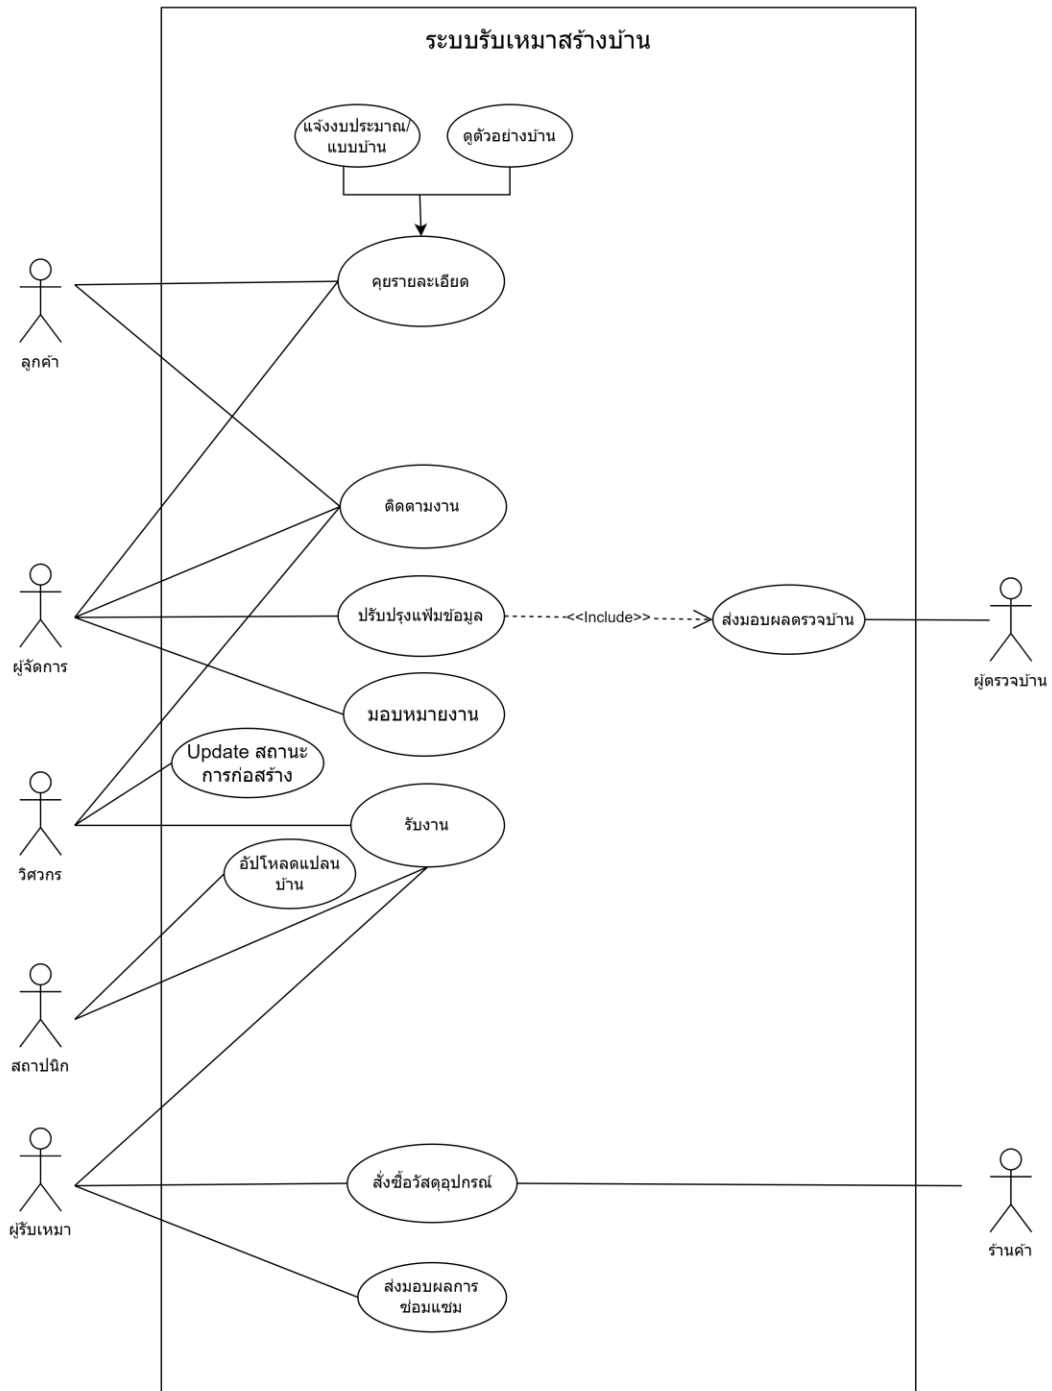 ระบบรับเหมาสร้างบ้าน
แจ้งงบประมาณ/
แบบบ้าน
ดูตัวอย่างบ้าน
คุยรายละเอียด
ลูกค้า
ติดตามงาน
ปรับปรุงแฟ้มข้อมูล
<<Include>>
ส่งมอบผลตรวจบ้าน
ผู้จัดการ
ผู้ตรวจบ้าน
มอบหมายงาน
Update สถานะ
การก่อสร้าง
รับงาน
วิศวกร
อัปโหลดแปลน
บ้าน
สถาปนิก
สั่งซื้อวัสดุอุปกรณ์
ผู้รับเหมา
ร้านค้า
ส่งมอบผลการ
ซ่อมแซม